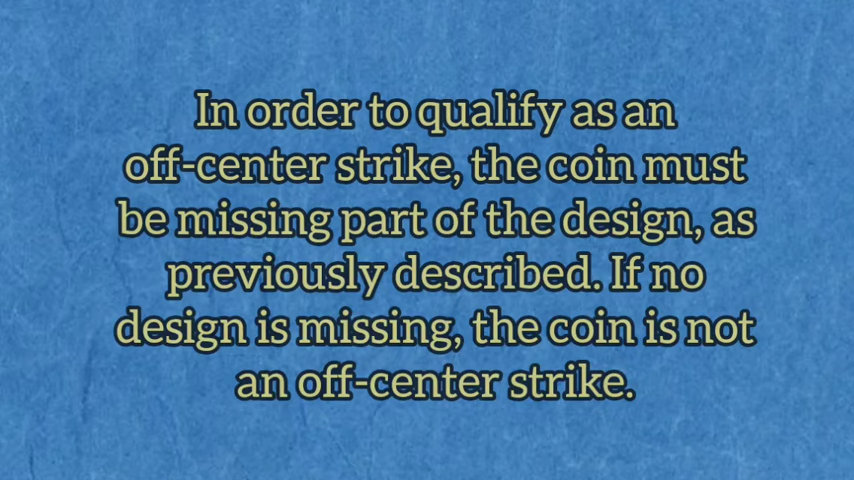 In order to qualify as an
off-center strike, the coin must
be missing part of the design, as
previously described. If no
design is missing, the coin is not
an off-center strike.